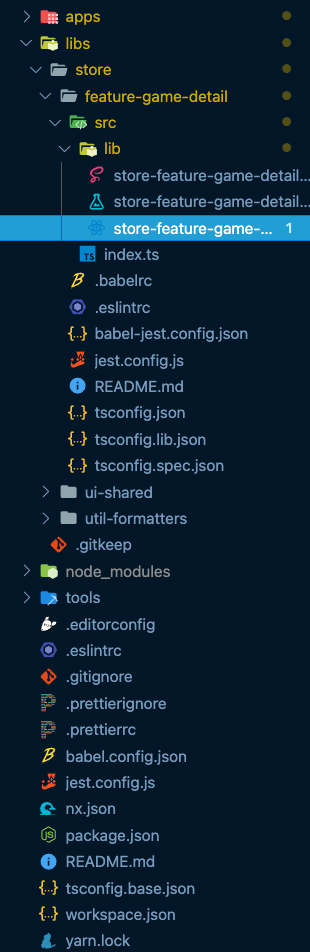 apps
libs
store
feature-game-detail
src
lib
store-feature-game-detail...
store-feature-game-detail...
store-feature-game-... 1
TS index.ts
.babelrc
.eslintrc
babel-jest.config.json
jest.config.js
README.md
tsconfig.json
tsconfig.lib.json
tsconfig.spec.json
ui-shared
util-formatters
.gitkeep
node_modules
tools
.editorconfig
.eslintrc
.gitignore
.prettierignore
.prettierrc
babel.config.json
jest.config.js
nx.json
package.json
README.md
tsconfig.base.json
workspace.json
yarn.lock